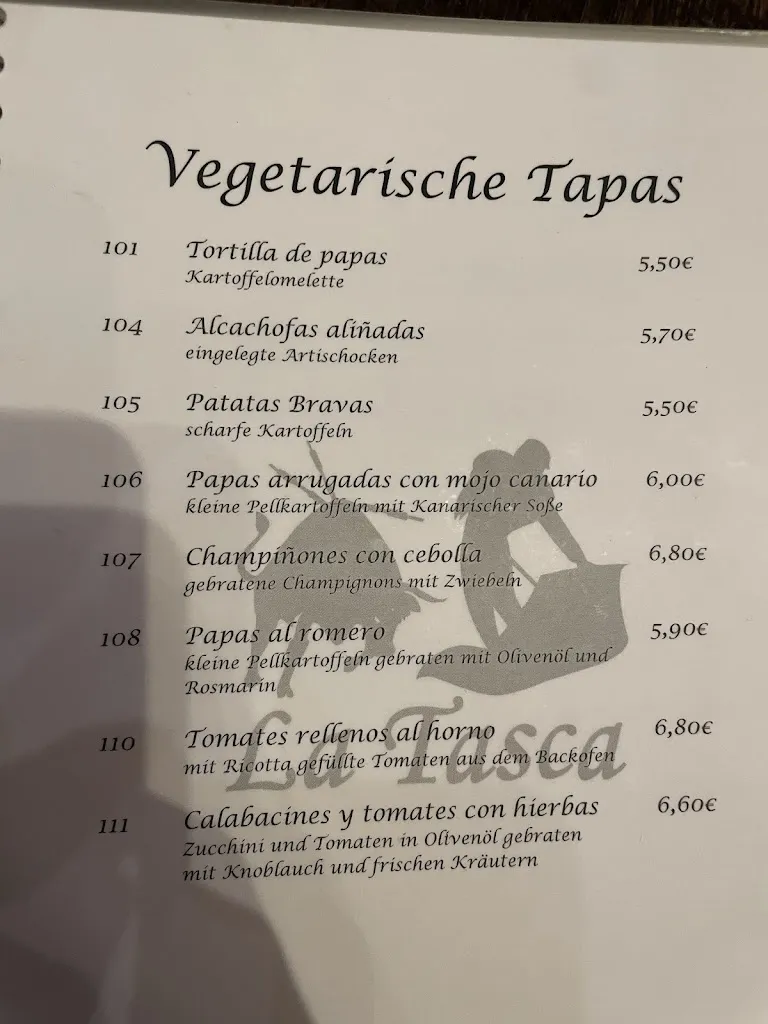 Vegetarische Tapas
101 Tortilla de papas 5,50€
Kartoffelomelette
104 Alcachofas aliñadas 5,70€
eingelegte Artischocken
105 Patatas Bravas 5,50€
scharfe Kartoffeln
106 Papas arrugadas con mojo canario 6,00€
kleine Pellkartoffeln mit Kanarischer Soße
107 Champiñones con cebolla 6,80€
gebratene Champignons mit Zwiebeln
108 Papas al romero 5,90€
kleine Pellkartoffeln gebraten mit Olivenöl und
Rosmarin
110 Tomates rellenos al horno 6,80€
mit Ricotta gefüllte Tomaten aus dem Backofen
La Tasca
111 Calabacines y tomates con hierbas 6,60€
Zucchini und Tomaten in Olivenöl gebraten
mit Knoblauch und frischen Kräutern